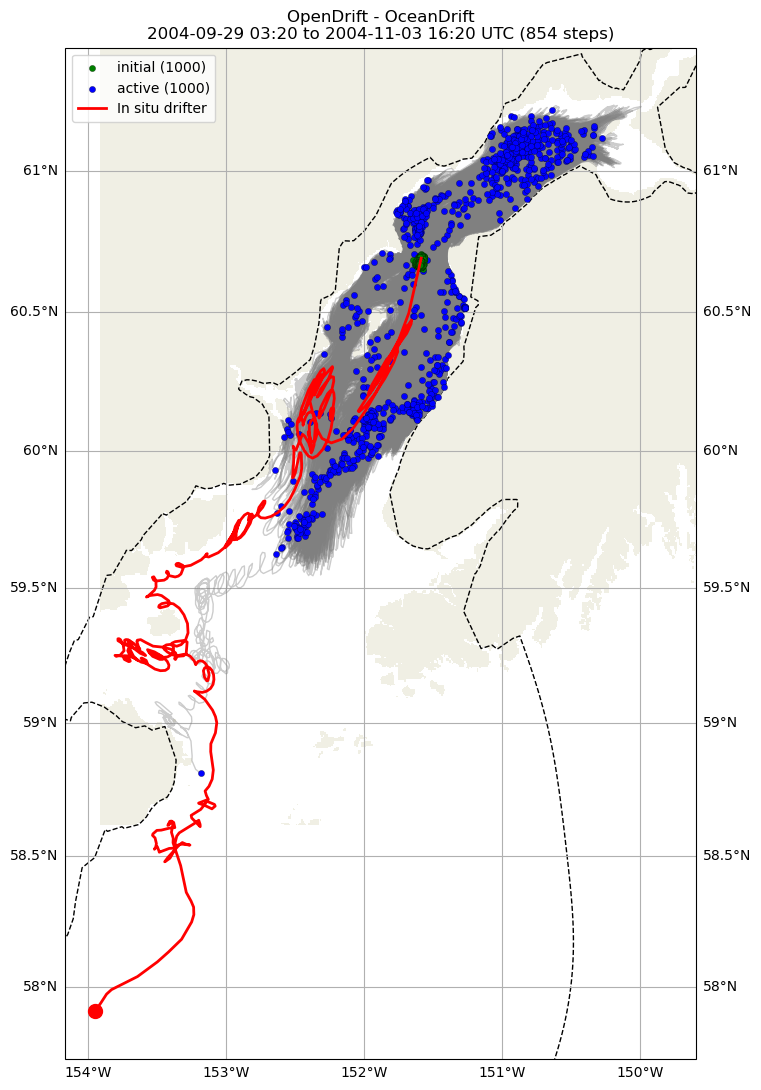 OpenDrift - OceanDrift
2004-09-29 03:20 to 2004-11-03 16:20 UTC (854 steps)
initial (1000)
active (1000)
In situ drifter
61°N
61°N
60.5°N
60.5°N
60°N
60°N
59.5°N
59.5°N
59°N
59°N
58.5°N
58.5°N
58°N
58°N
154°W
153°W
152°W
151°W
150°W